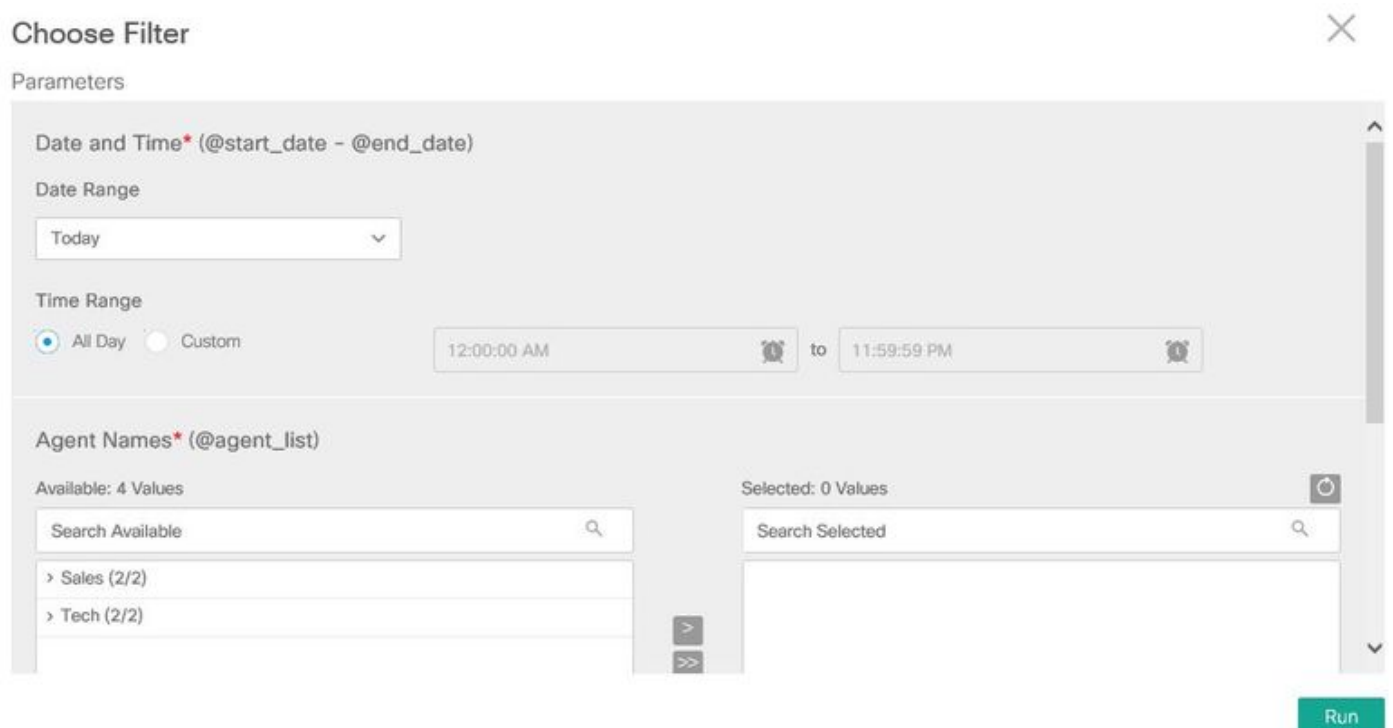 Choose Filter
Parameters
Date and Time* (@start_date - @end_date)
Date Range
Today
Time Range
All Day Custom 12:00:00 AM to 11:59:59 PM
Agent Names* (@agent_list)
Available: 4 Values Selected: 0 Values
Search Available Search Selected
> Sales (2/2)
> Tech (2/2)
>
>>
Run